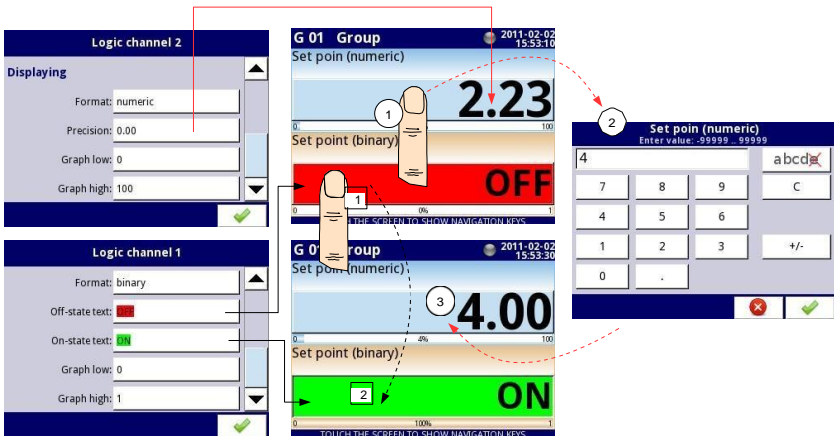 Logic channel 2
Displaying
Format: numeric
Precision: 0.00
Graph low: 0
Graph high: 100
G 01 Group
2011-02-02
15:53:10
Set poin (numeric)
2.23
1
0
100
Set point (binary)
OFF
1
0
0%
1
THE SCREEN TO SHOW NAVIGATION KEYS
2
Set poin (numeric)
Enter value: -99999 .. 99999
4
abcde
7
8
9
C
4
5
6
1
2
3
+/-
0
.
Logic channel 1
Format: binary
Off-state text: OFF
On-state text: ON
Graph low: 0
Graph high: 1
G 0 roup
2011-02-02
15:53:30
Set poin (numeric)
3
4.00
0
4%
100
Set point (binary)
2
ON
0
100%
1
TOUCH THE SCREEN TO SHOW NAVIGATION KEYS